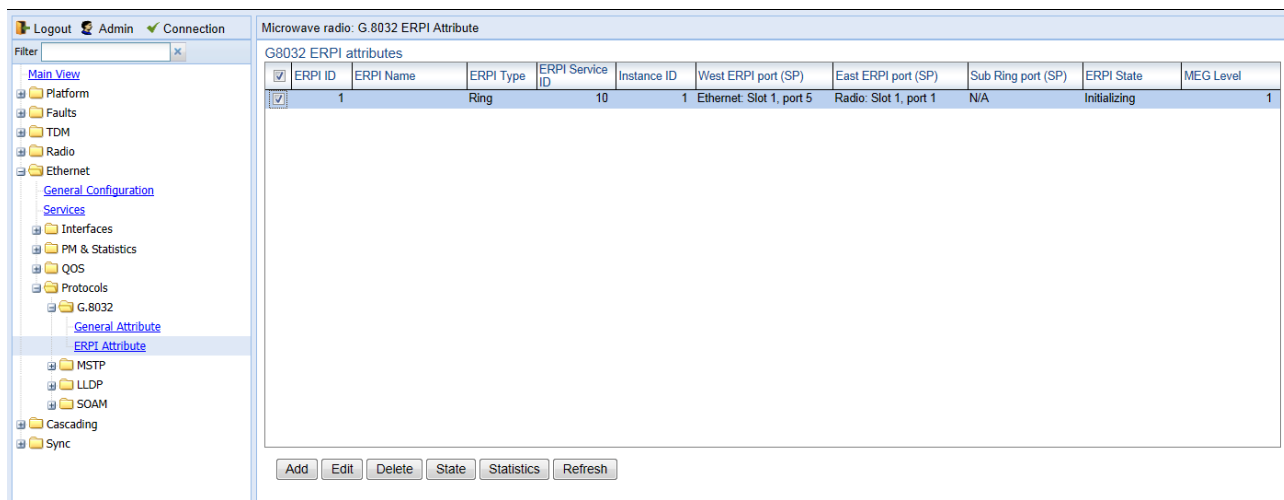 Logout Admin Connection
Filter
Main View
Platform
Faults
TDM
Radio
Ethernet
General Configuration
Services
Interfaces
PM & Statistics
QOS
Protocols
G.8032
General Attribute
ERPI Attribute
MSTP
LLDP
SOAM
Cascading
Sync
Microwave radio: G.8032 ERPI Attribute
G8032 ERPI attributes
ERPI ID ERPI Name ERPI Type ERPI Service ID Instance ID West ERPI port (SP) East ERPI port (SP) Sub Ring port (SP) ERPI State MEG Level
1 Ring 10 1 Ethernet: Slot 1, port 5 Radio: Slot 1, port 1 N/A Initializing 1
Add Edit Delete State Statistics Refresh